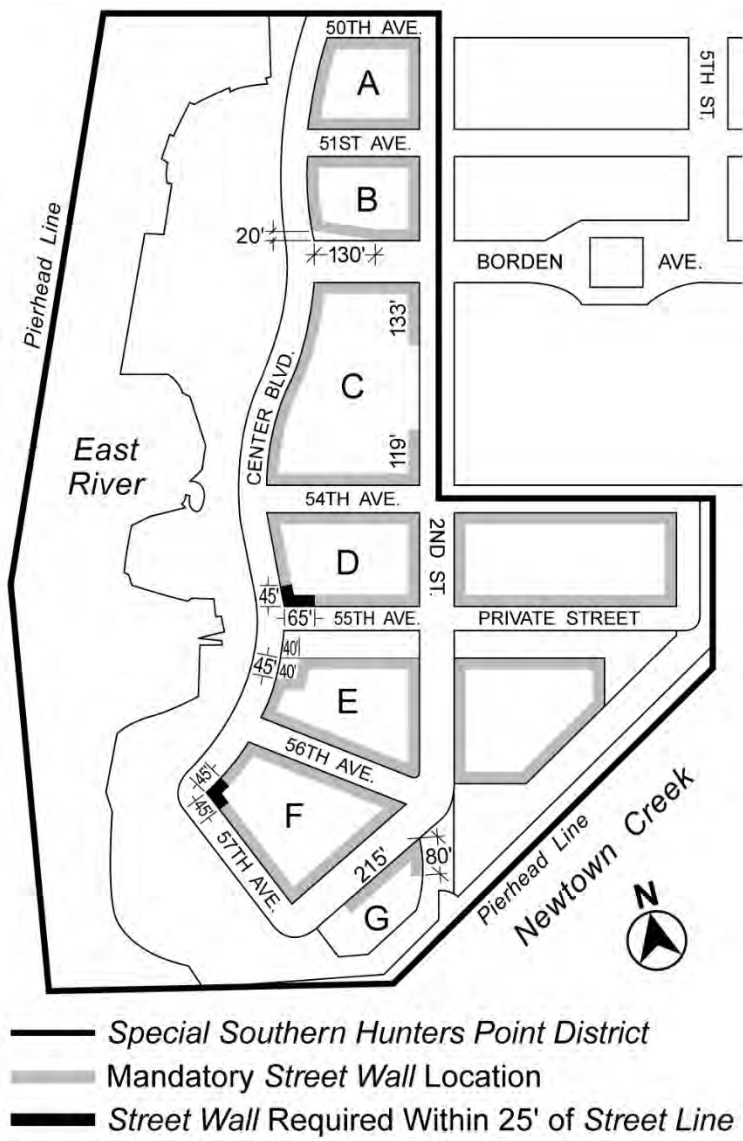 50TH AVE.
A
5TH ST.
51ST AVE.
B
Pierhead Line
20'
130'
BORDEN AVE.
133'
C
CENTER BLVD.
East
River
119'
54TH AVE.
D
2ND ST.
45'
65'
55TH AVE.
PRIVATE STREET
40'
45'
40'
E
56TH AVE.
45'
45'
F
57TH AVE.
215'
80'
G
Pierhead Line
Newtown Creek
N
Special Southern Hunters Point District
Mandatory Street Wall Location
Street Wall Required Within 25' of Street Line